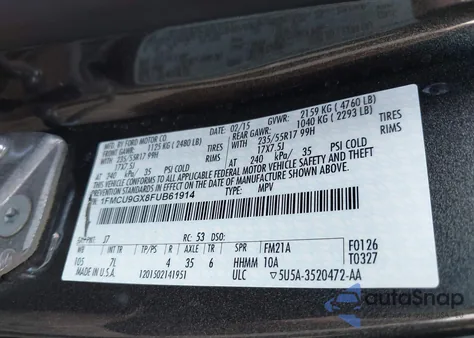 MFD. BY FORD MOTOR CO.
02/15 GVWR: 2159 KG ( 4760 LB)
FRONT GAWR: 1125 KG ( 2480 LB) REAR GAWR: 1040 KG ( 2293 LB)
WITH 235/55R17 99H TIRES WITH 235/55R17 99H TIRES
17X7.5J RIMS 17X7.5J RIMS
AT 240 kPa/ 35 PSI COLD AT 240 kPa/ 35 PSI COLD
THIS VEHICLE CONFORMS TO ALL APPLICABLE FEDERAL MOTOR VEHICLE SAFETY AND
THEFT PREVENTION STANDARDS IN EFFECT ON THE DATE OF MANUFACTURE SHOWN ABOVE.
1FMCU9GX8FUB61914 TYPE: MPV
EXT PNT: J7 RC: 53 DSO:
WB INT TR TP/PS R AXLE TR SPR FM21A F0126
105 7L 4 35 6 HHMM 10A T0327
MADE IN U.S.A. 1201502141951 ULC 5U5A-3520472-AA
autoSnap